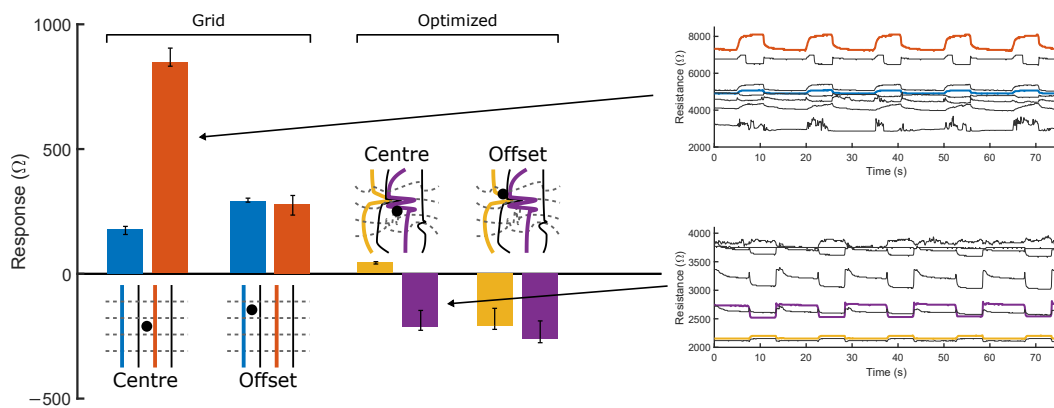 Grid
Optimized
1000
500
0
−500
Response (Ω)
Centre
Offset
Centre
Offset
8000
6000
4000
2000
Resistance (Ω)
0 10 20 30 40 50 60 70
Time (s)
4000
3500
3000
2500
2000
Resistance (Ω)
0 10 20 30 40 50 60 70
Time (s)